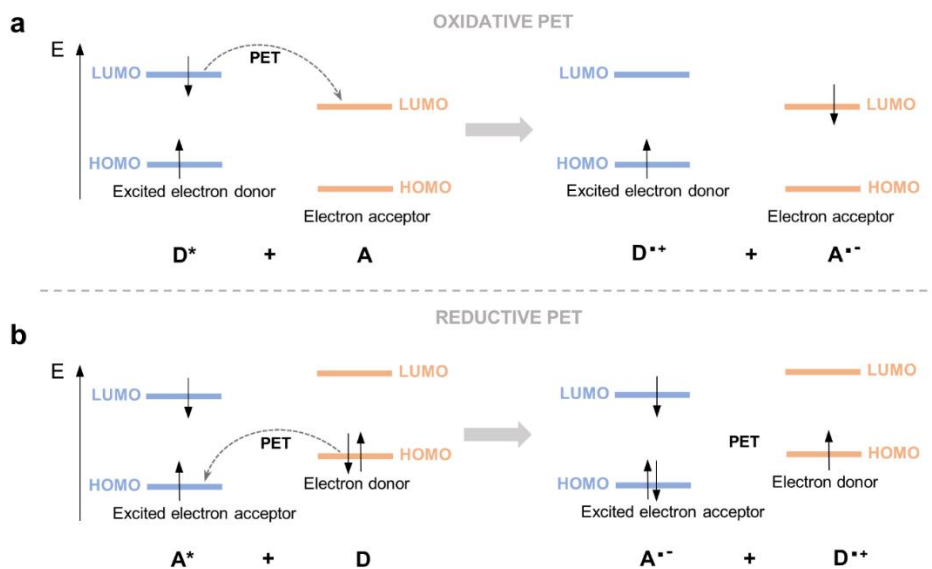 a
OXIDATIVE PET
E
LUMO
PET
LUMO
HOMO
Excited electron donor
HOMO
Electron acceptor
LUMO
LUMO
HOMO
Excited electron donor
HOMO
Electron acceptor
D* + A
D▪+ + A▪-
REDUCTIVE PET
b
E
LUMO
LUMO
PET
HOMO
Electron donor
HOMO
Excited electron acceptor
LUMO
LUMO
PET
HOMO
Electron donor
HOMO
Excited electron acceptor
A* + D
A▪- + D▪+